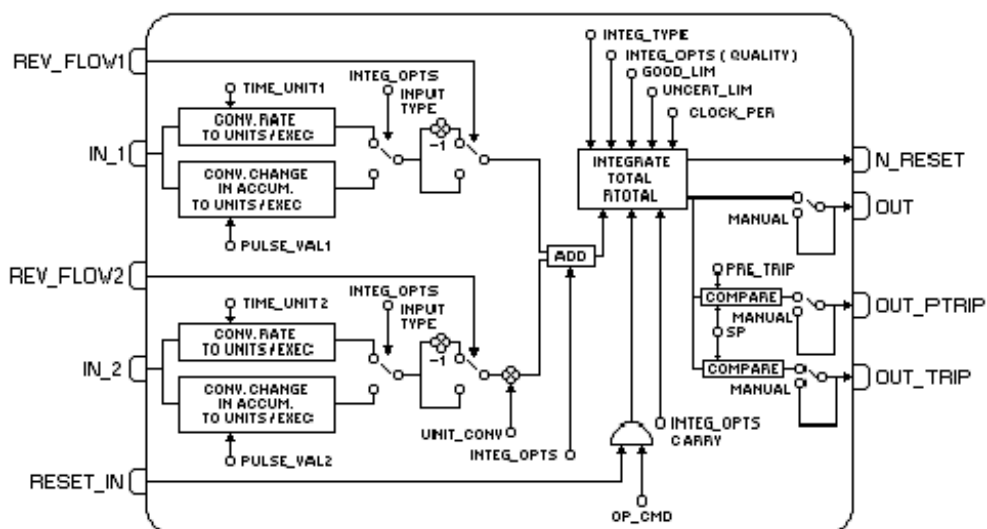 REV_FLOW1
IN_1
REV_FLOW2
IN_2
RESET_IN
TIME_UNIT1
CONV. RATE
TO UNITS / EXEC
CONV. CHANGE
IN ACCUM.
TO UNITS / EXEC
PULSE_VAL1
INTEG_OPTS
INPUT
TYPE
-1
TIME_UNIT2
CONV. RATE
TO UNITS / EXEC
CONV. CHANGE
IN ACCUM.
TO UNITS / EXEC
PULSE_VAL2
INTEG_OPTS
INPUT
TYPE
-1
UNIT_CONV
INTEG_OPTS
ADD
INTEG_TYPE
INTEG_OPTS ( QUALITY )
GOOD_LIM
UNCERT_LIM
CLOCK_PER
INTEGRATE
TOTAL
RTOTAL
INTEG_OPTS
CARRY
OP_CMD
MANUAL
PRE_TRIP
COMPARE
MANUAL
SP
COMPARE
MANUAL
N_RESET
OUT
OUT_PTRIP
OUT_TRIP